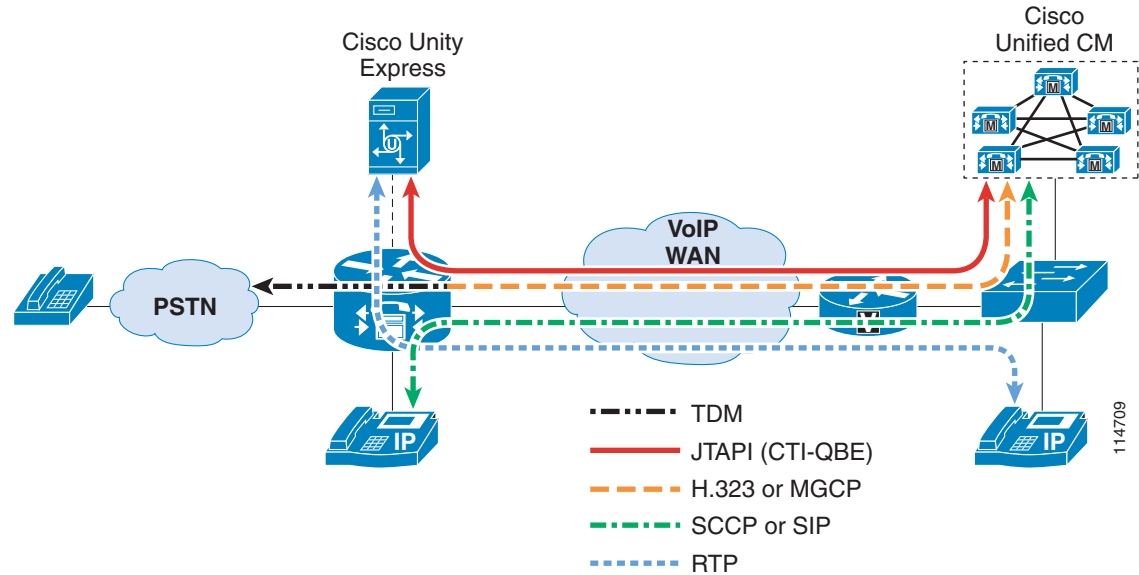 Cisco Unity
Express
Cisco
Unified CM
M
M
M
M
M
U
VoIP
WAN
PSTN
V
IP
IP
TDM
JTAPI (CTI-QBE)
H.323 or MGCP
SCCP or SIP
RTP
114709